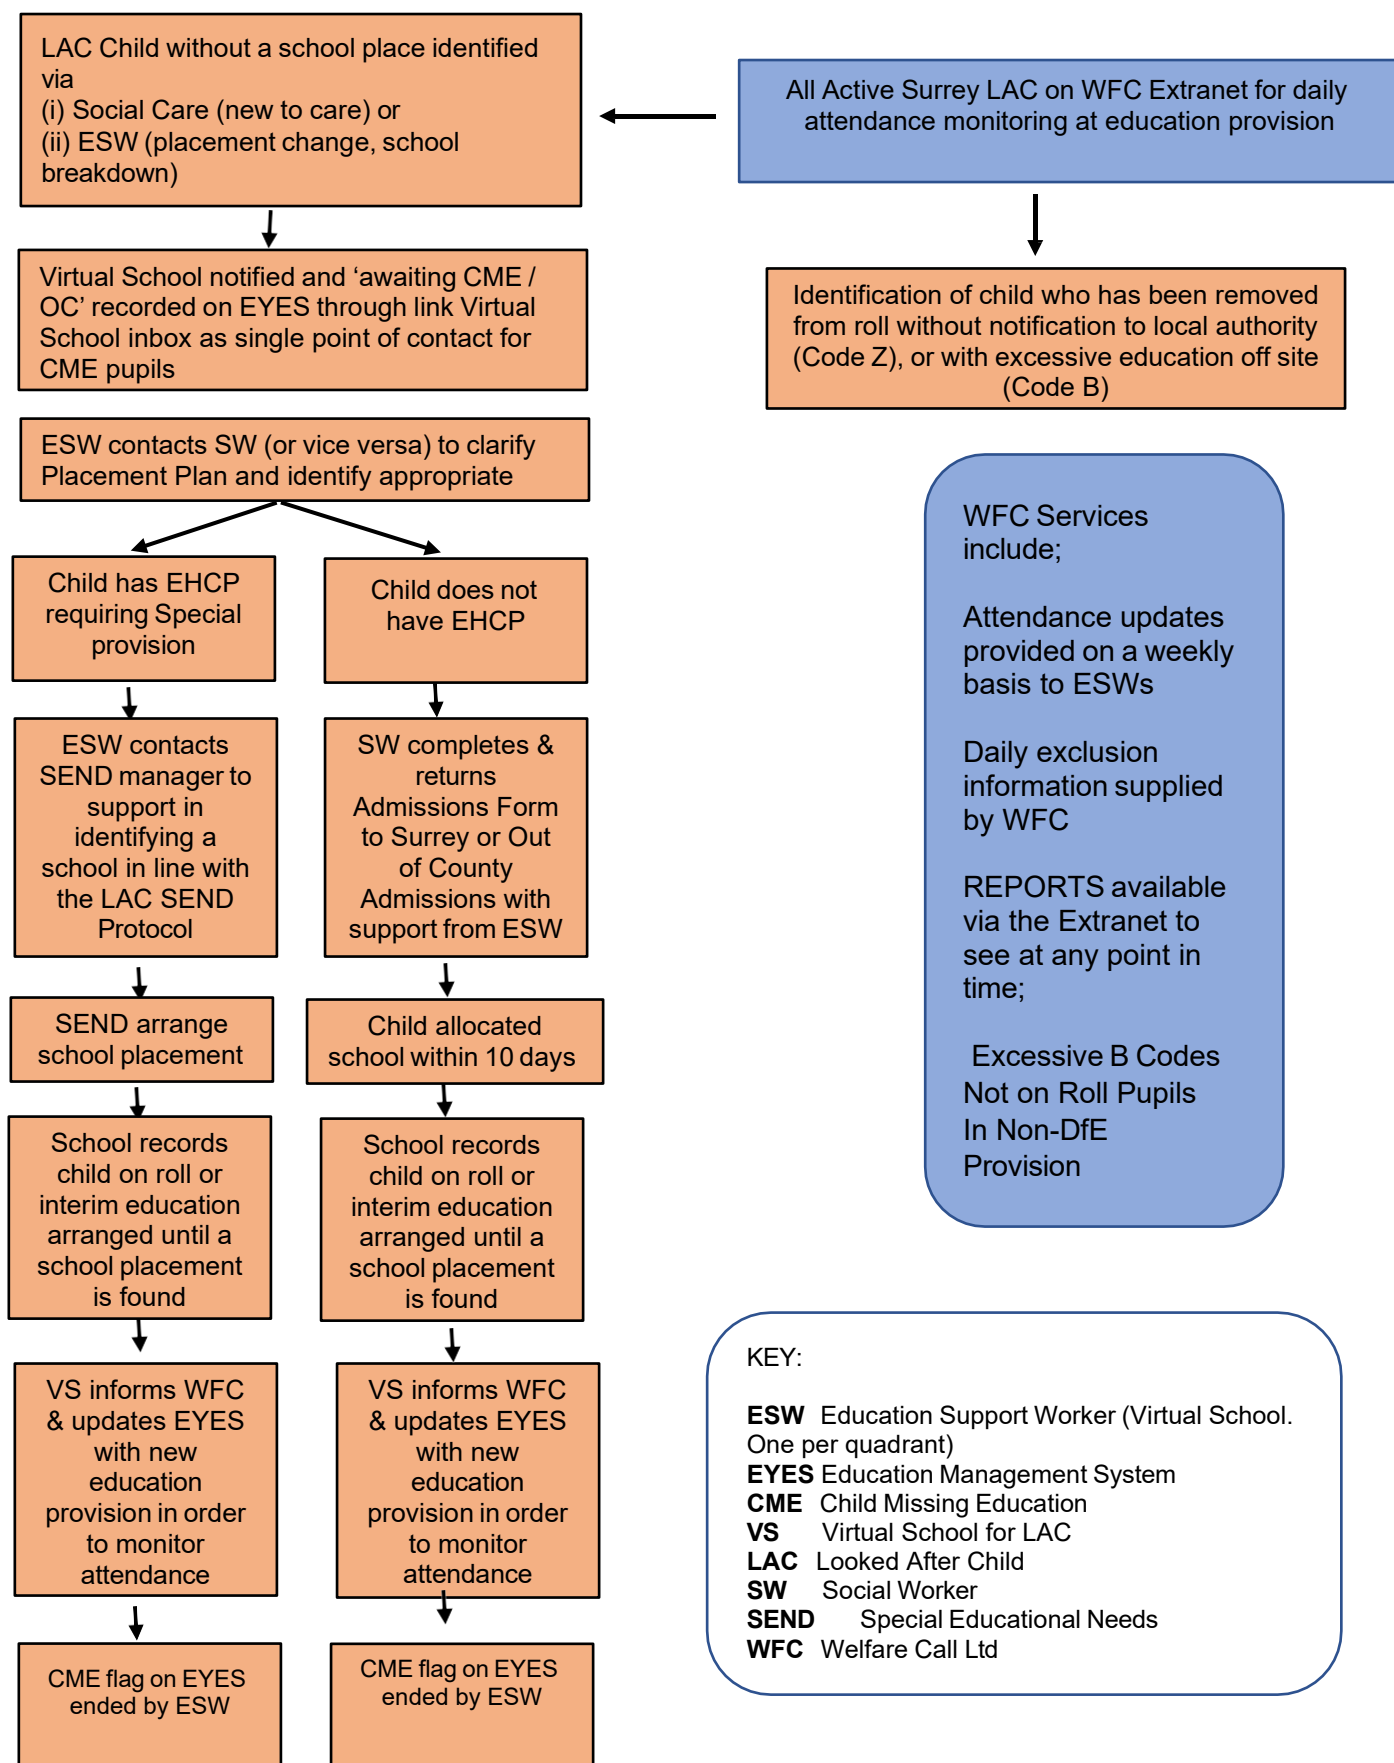 LAC Child without a school place identified
via
(i) Social Care (new to care) or
(ii) ESW (placement change, school
breakdown)
All Active Surrey LAC on WFC Extranet for daily
attendance monitoring at education provision
Virtual School notified and ‘awaiting CME /
OC’ recorded on EYES through link Virtual
School inbox as single point of contact for
CME pupils
Identification of child who has been removed
from roll without notification to local authority
(Code Z), or with excessive education off site
(Code B)
ESW contacts SW (or vice versa) to clarify
Placement Plan and identify appropriate
Child has EHCP
requiring Special
provision
Child does not
have EHCP
ESW contacts
SEND manager to
support in
identifying a
school in line with
the LAC SEND
Protocol
SW completes &
returns
Admissions Form
to Surrey or Out
of County
Admissions with
support from ESW
SEND arrange
school placement
Child allocated
school within 10 days
School records
child on roll or
interim education
arranged until a
school placement
is found
School records
child on roll or
interim education
arranged until a
school placement
is found
VS informs WFC
& updates EYES
with new
education
provision in order
to monitor
attendance
VS informs WFC
& updates EYES
with new
education
provision in order
to monitor
attendance
CME flag on EYES
ended by ESW
CME flag on EYES
ended by ESW
WFC Services
include;
Attendance updates
provided on a weekly
basis to ESWs
Daily exclusion
information supplied
by WFC
REPORTS available
via the Extranet to
see at any point in
time;
Excessive B Codes
Not on Roll Pupils
In Non-DfE
Provision
KEY:
ESW Education Support Worker (Virtual School.
One per quadrant)
EYES Education Management System
CME Child Missing Education
VS Virtual School for LAC
LAC Looked After Child
SW Social Worker
SEND Special Educational Needs
WFC Welfare Call Ltd